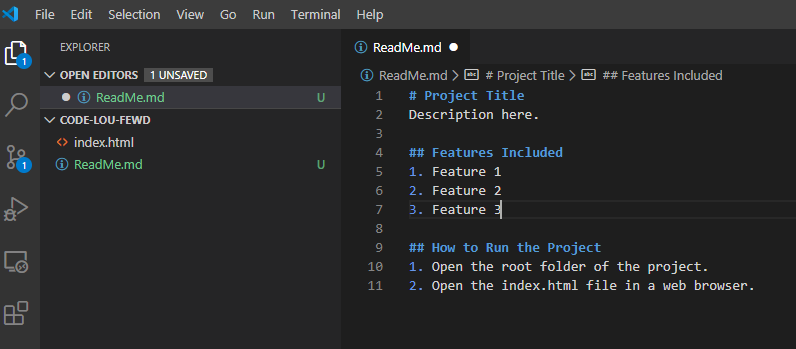 File Edit Selection View Go Run Terminal Help
EXPLORER
OPEN EDITORS 1 UNSAVED
ReadMe.md U
CODE-LOU-FEWD
index.html
ReadMe.md U
1
1
ReadMe.md
ReadMe.md > # Project Title > ## Features Included
1 # Project Title
2 Description here.
3
4 ## Features Included
5 1. Feature 1
6 2. Feature 2
7 3. Feature 3
8
9 ## How to Run the Project
10 1. Open the root folder of the project.
11 2. Open the index.html file in a web browser.